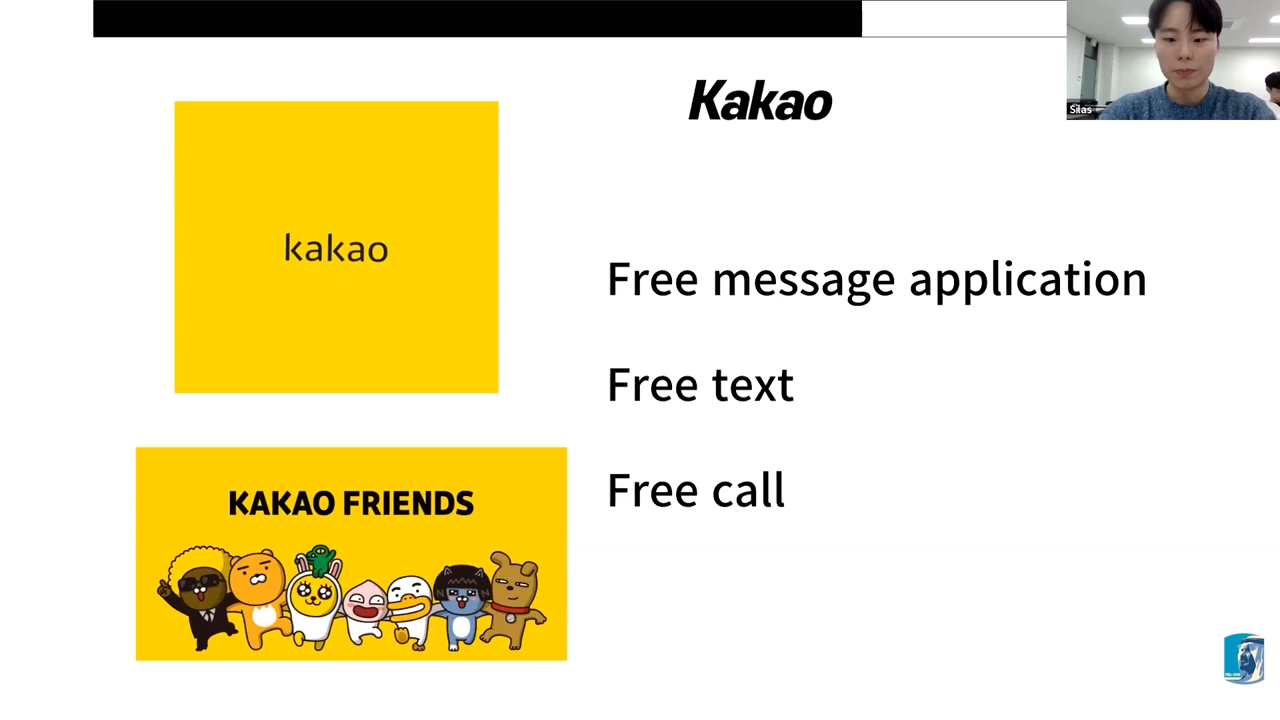 Kakao
Silas
kakao
Free message application
Free text
Free call
KAKAO FRIENDS